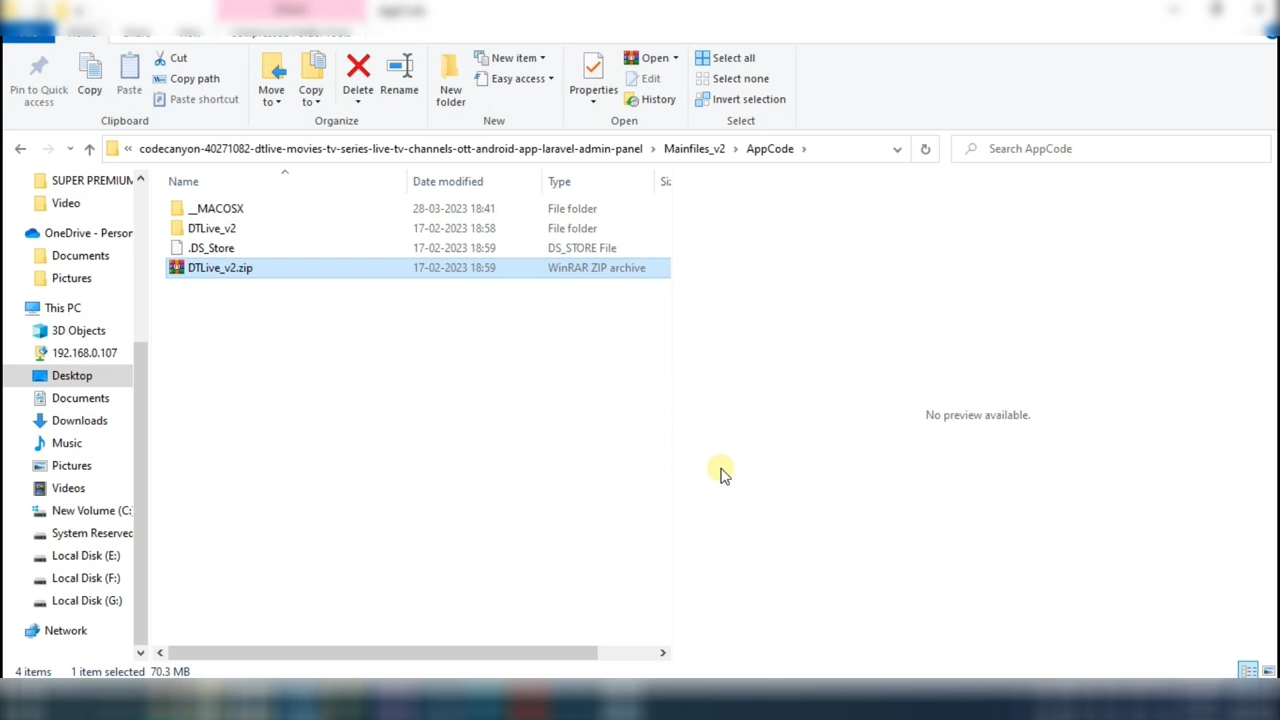 Pin to Quick access
Copy
Paste
Cut
Copy path
Paste shortcut
Clipboard
Move to
Copy to
Delete
Rename
Organize
New folder
New item
Easy access
New
Properties
Open
Edit
History
Open
Select all
Select none
Invert selection
Select
« codecanyon-40271082-dtlive-movies-tv-series-live-tv-channels-ott-android-app-laravel-admin-panel > Mainfiles_v2 > AppCode >
Search AppCode
SUPER PREMIUM
Video
OneDrive - Person
Documents
Pictures
This PC
3D Objects
192.168.0.107
Desktop
Documents
Downloads
Music
Pictures
Videos
New Volume (C:
System Reserved
Local Disk (E:)
Local Disk (F:)
Local Disk (G:)
Network
Name Date modified Type Si
__MACOSX 28-03-2023 18:41 File folder
DTLive_v2 17-02-2023 18:58 File folder
.DS_Store 17-02-2023 18:59 DS_STORE File
DTLive_v2.zip 17-02-2023 18:59 WinRAR ZIP archive
No preview available.
4 items 1 item selected 70.3 MB